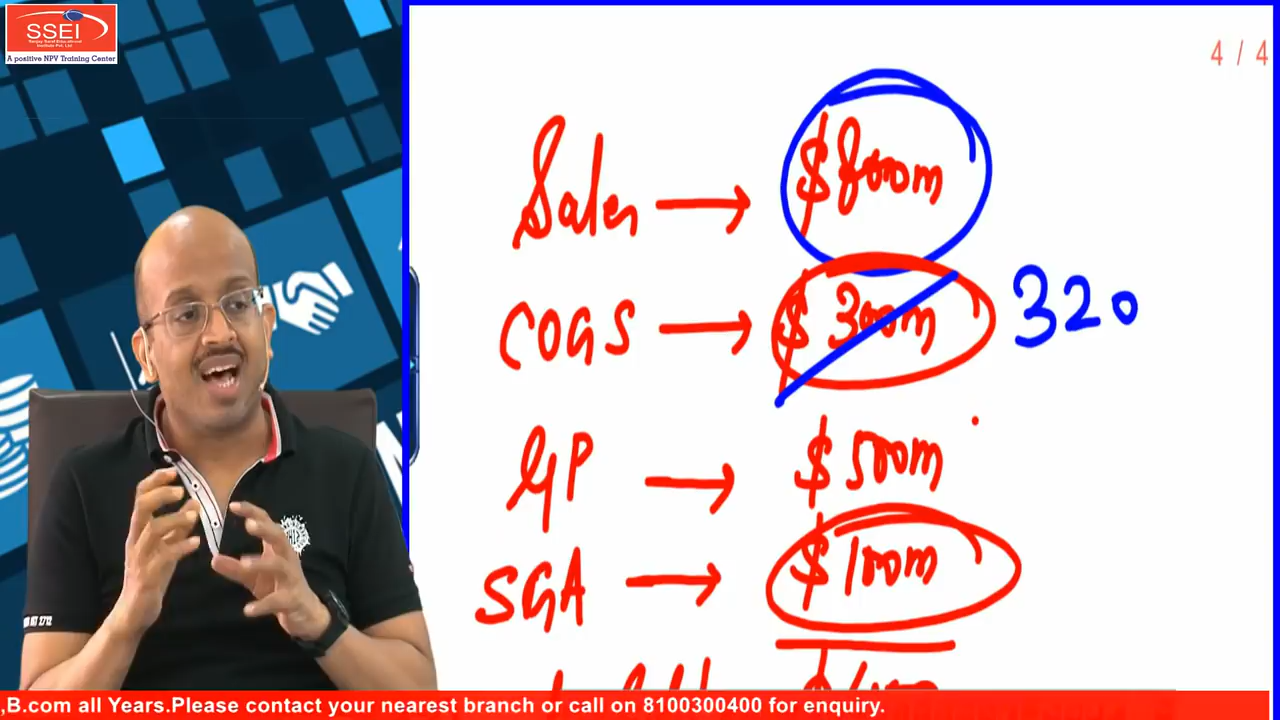 SSEI
A positive NPV Training Center
4 / 4
Sales → $800m
COGS → $300m 320
GP → $500m
SGA → $100m
,B.com all Years.Please contact your nearest branch or call on 8100300400 for enquiry.